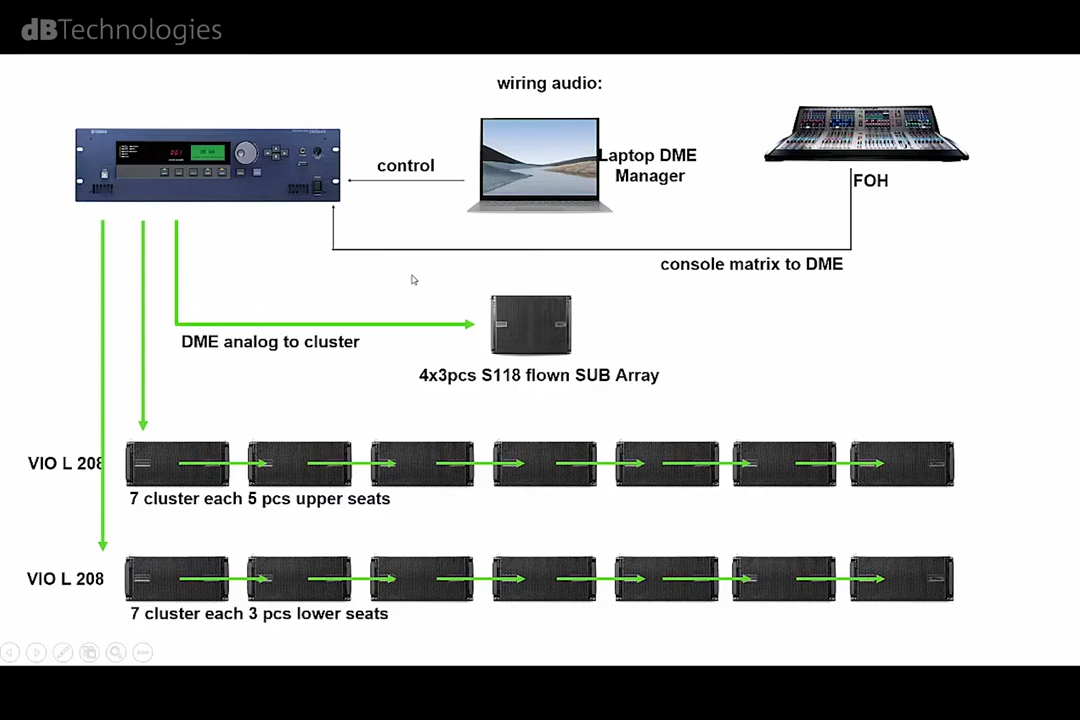 dBTechnologies
wiring audio:
control
Laptop DME
Manager
FOH
console matrix to DME
DME analog to cluster
4x3pcs S118 flown SUB Array
VIO L 208
7 cluster each 5 pcs upper seats
VIO L 208
7 cluster each 3 pcs lower seats